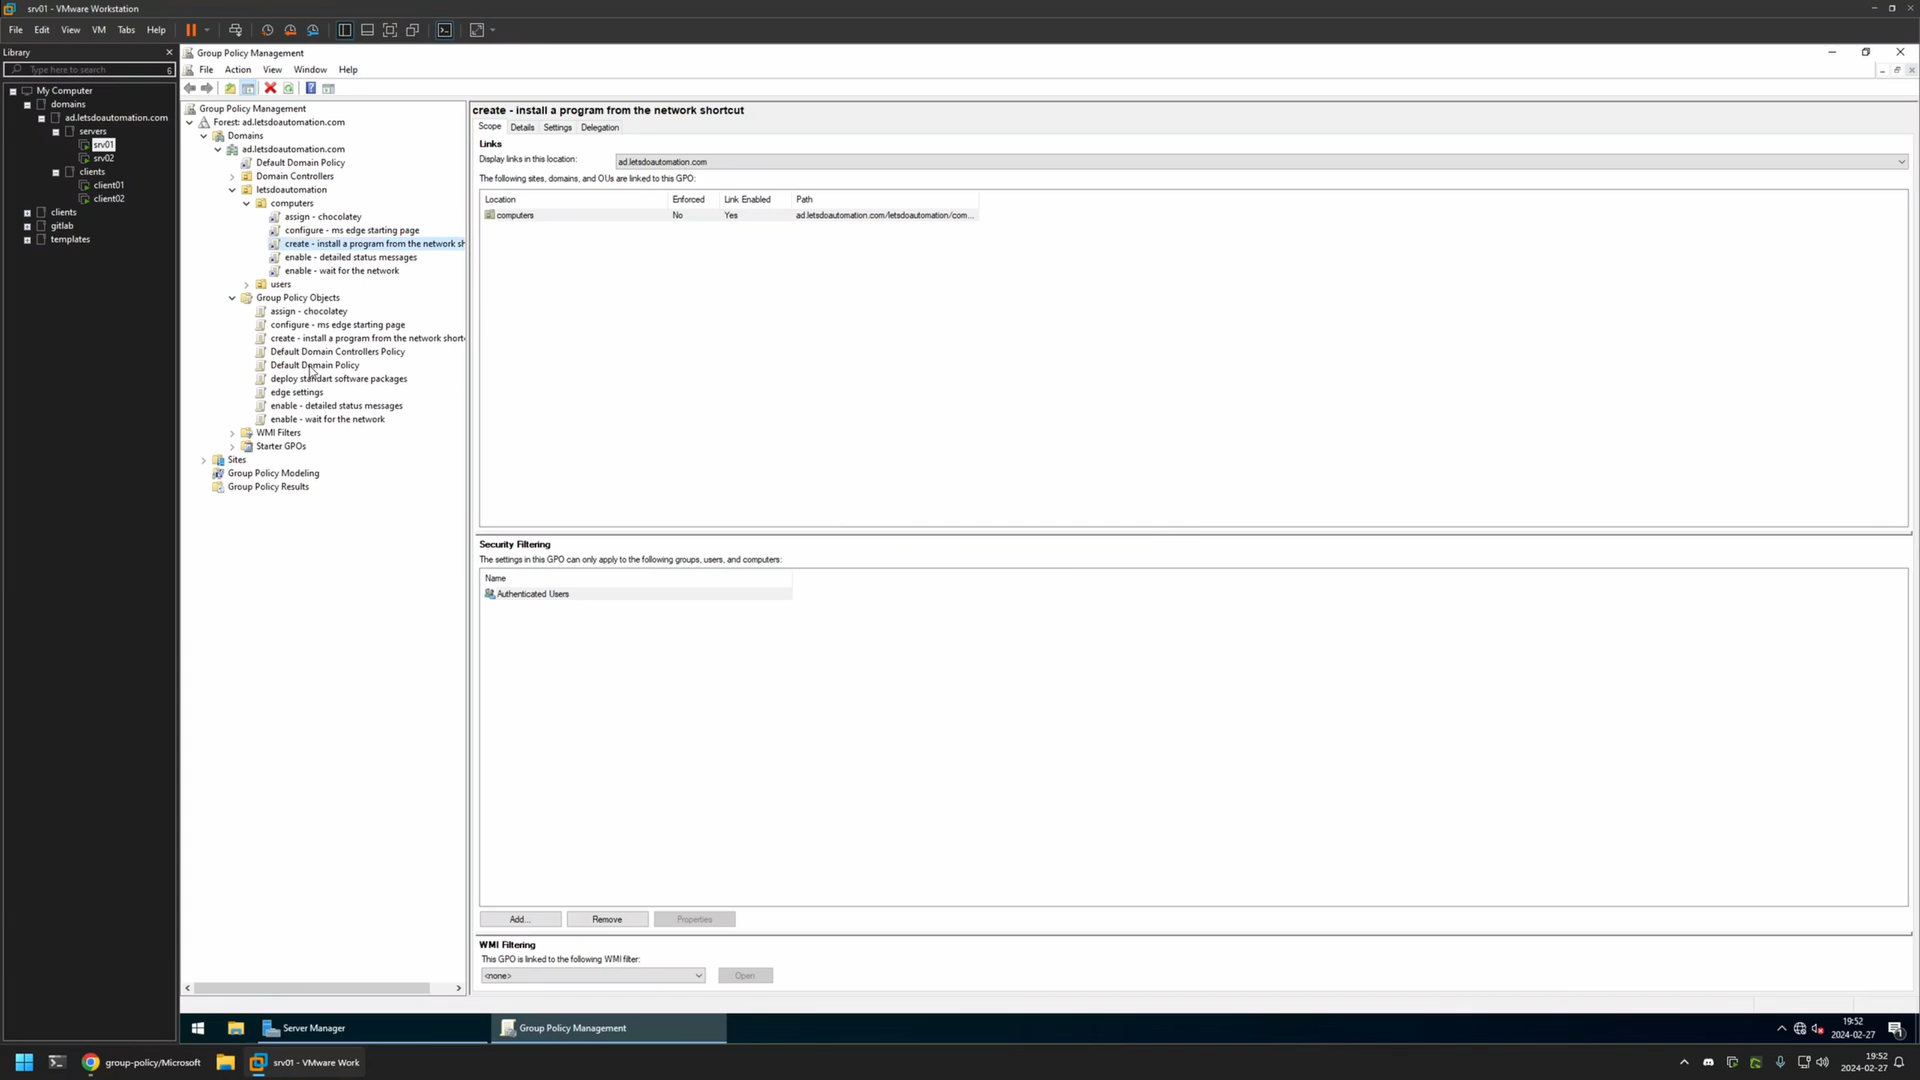 srv01 - VMware Workstation
File Edit View VM Tabs Help
Library
Type here to search 6
My Computer
domains
ad.letsdoautomation.com
servers
srv01
srv02
clients
client01
client02
clients
gitlab
templates
Group Policy Management
File Action View Window Help
Group Policy Management
Forest: ad.letsdoautomation.com
Domains
ad.letsdoautomation.com
Default Domain Policy
Domain Controllers
letsdoautomation
computers
assign - chocolatey
configure - ms edge starting page
create - install a program from the network sh
enable - detailed status messages
enable - wait for the network
users
Group Policy Objects
assign - chocolatey
configure - ms edge starting page
create - install a program from the network short
Default Domain Controllers Policy
Default Domain Policy
deploy standart software packages
edge settings
enable - detailed status messages
enable - wait for the network
WMI Filters
Starter GPOs
Sites
Group Policy Modeling
Group Policy Results
create - install a program from the network shortcut
Scope Details Settings Delegation
Links
Display links in this location: ad.letsdoautomation.com
The following sites, domains, and OUs are linked to this GPO:
Location Enforced Link Enabled Path
computers No Yes ad.letsdoautomation.com/letsdoautomation/com...
Security Filtering
The settings in this GPO can only apply to the following groups, users, and computers:
Name
Authenticated Users
Add... Remove Properties
WMI Filtering
This GPO is linked to the following WMI filter:
<none> Open
Server Manager Group Policy Management
19:52
2024-02-27
1
group-policy/Microsoft srv01 - VMware Work
19:52
2024-02-27